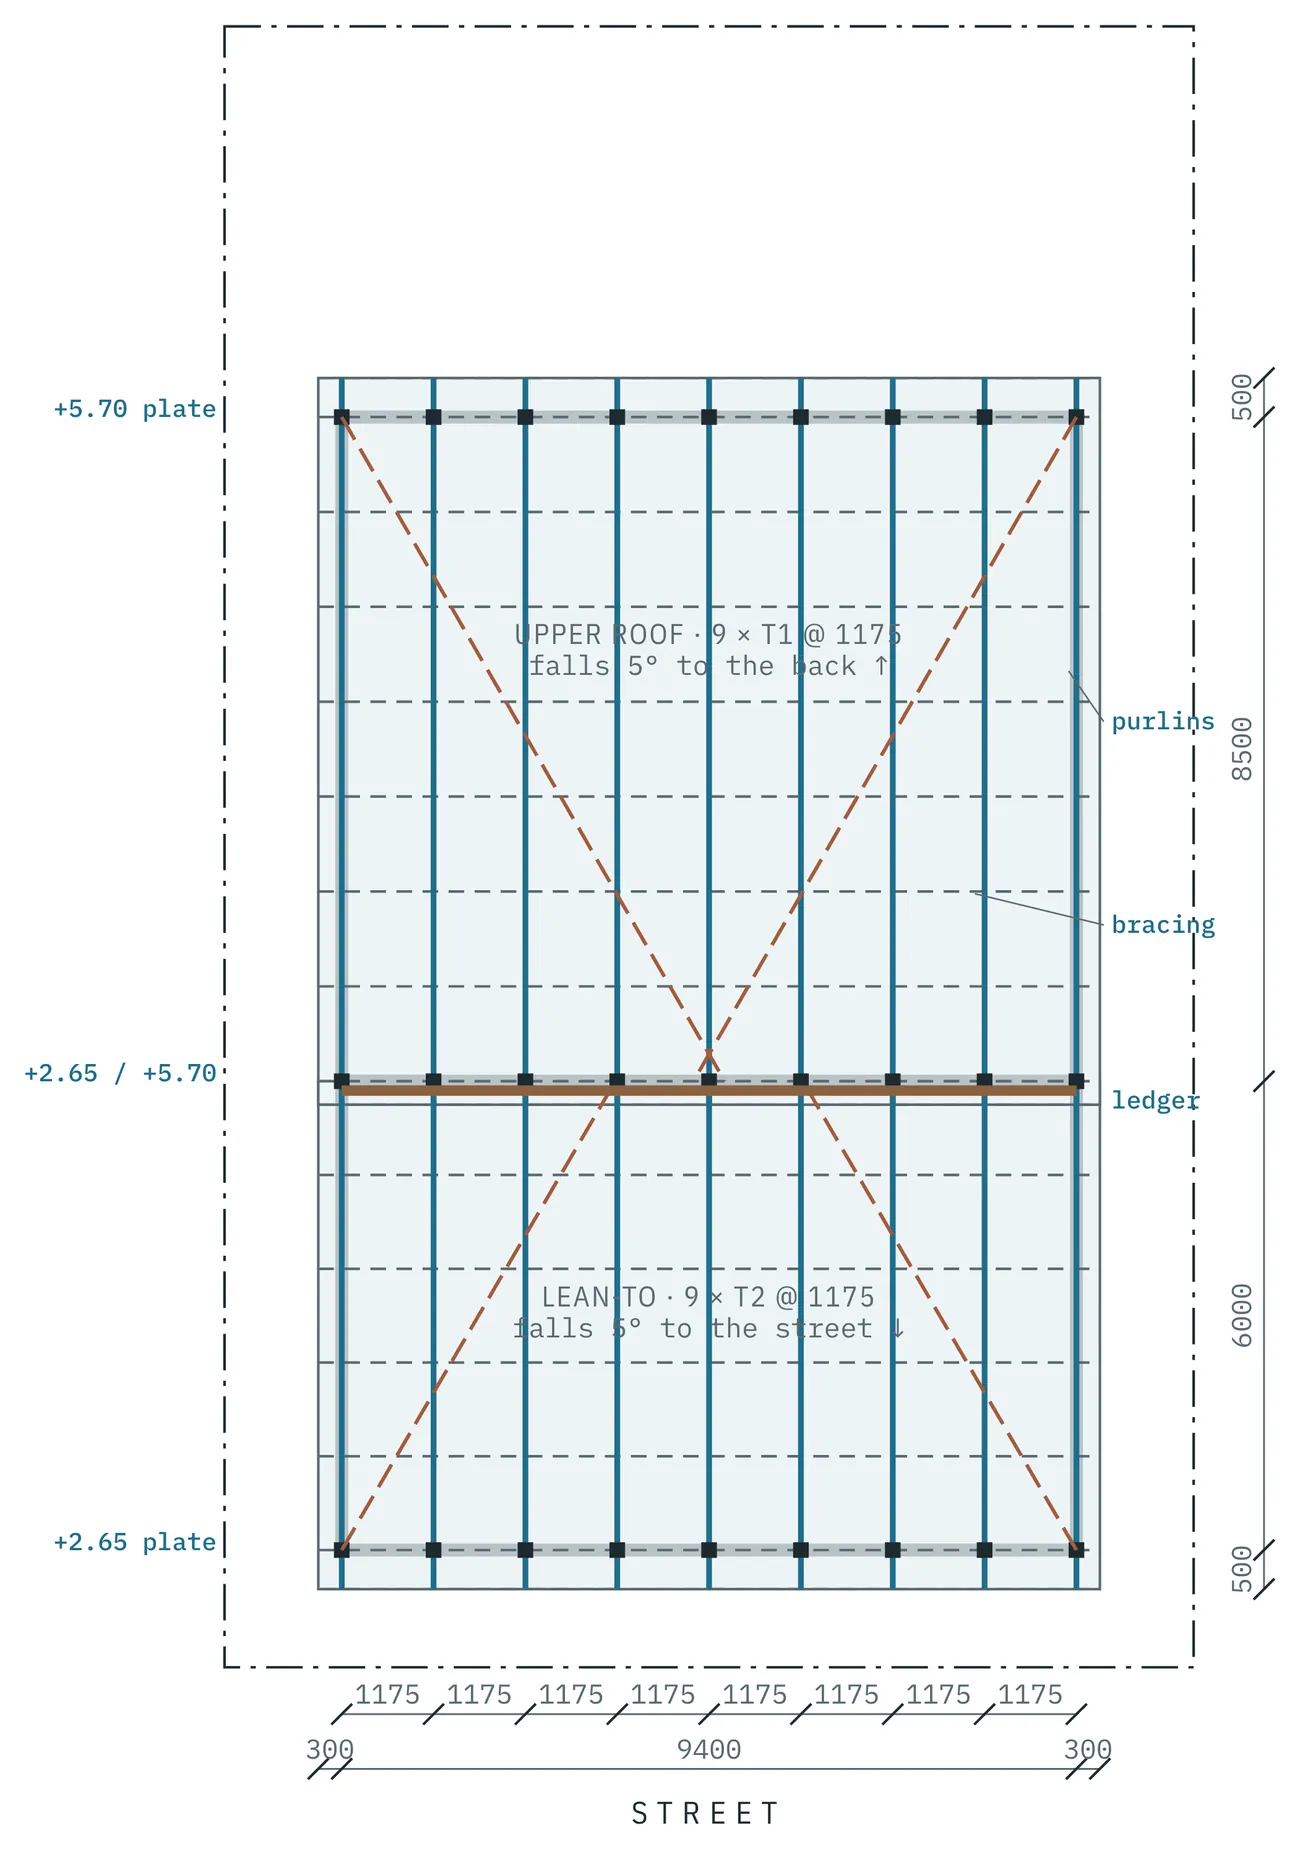 500
+5.70 plate
UPPER ROOF · 9 × T1 @ 1175
falls 5° to the back ↑
purlins
8500
bracing
+2.65 / +5.70
ledger
LEAN-TO · 9 × T2 @ 1175
falls 5° to the street ↓
6000
+2.65 plate
500
1175 1175 1175 1175 1175 1175 1175 1175
300 9400 300
STREET